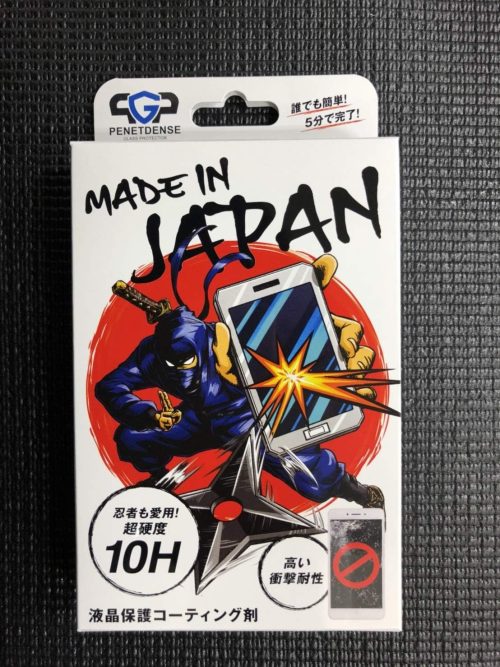 PGP
PENETDENSE
GLASS PROTECTOR
誰でも簡単!
5分で完了!
MADE IN
JAPAN
忍者も愛用!
超硬度
10H
高い
衝撃耐性
液晶保護コーティング剤